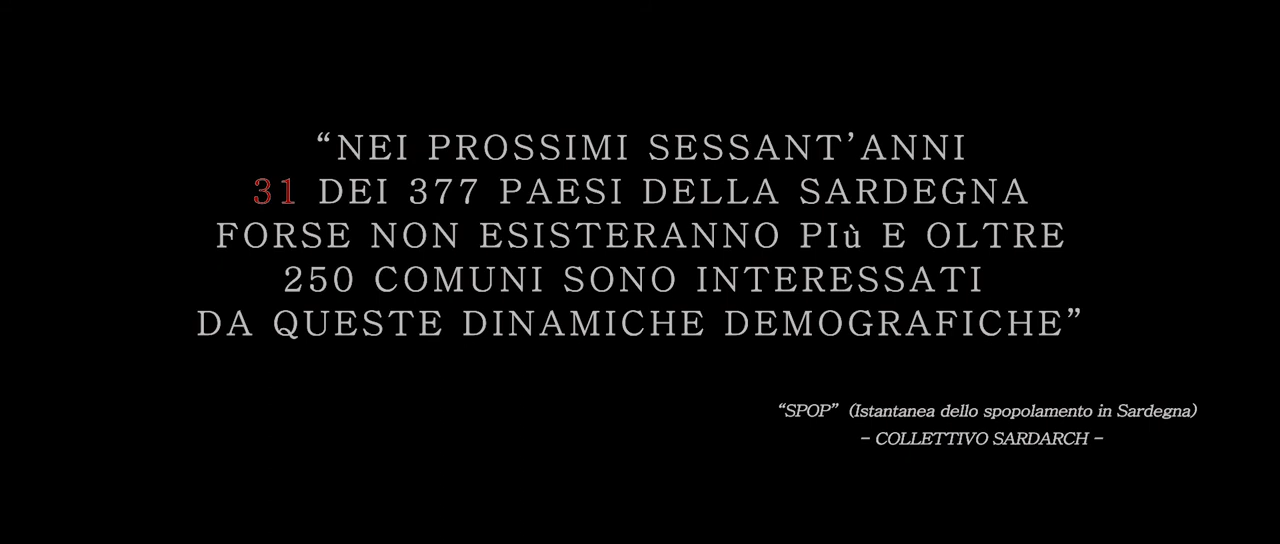 “NEI PROSSIMI SESSANT’ANNI
31 DEI 377 PAESI DELLA SARDEGNA
FORSE NON ESISTERANNO PIù E OLTRE
250 COMUNI SONO INTERESSATI
DA QUESTE DINAMICHE DEMOGRAFICHE”
“SPOP” (Istantanea dello spopolamento in Sardegna)
– COLLETTIVO SARDARCH –